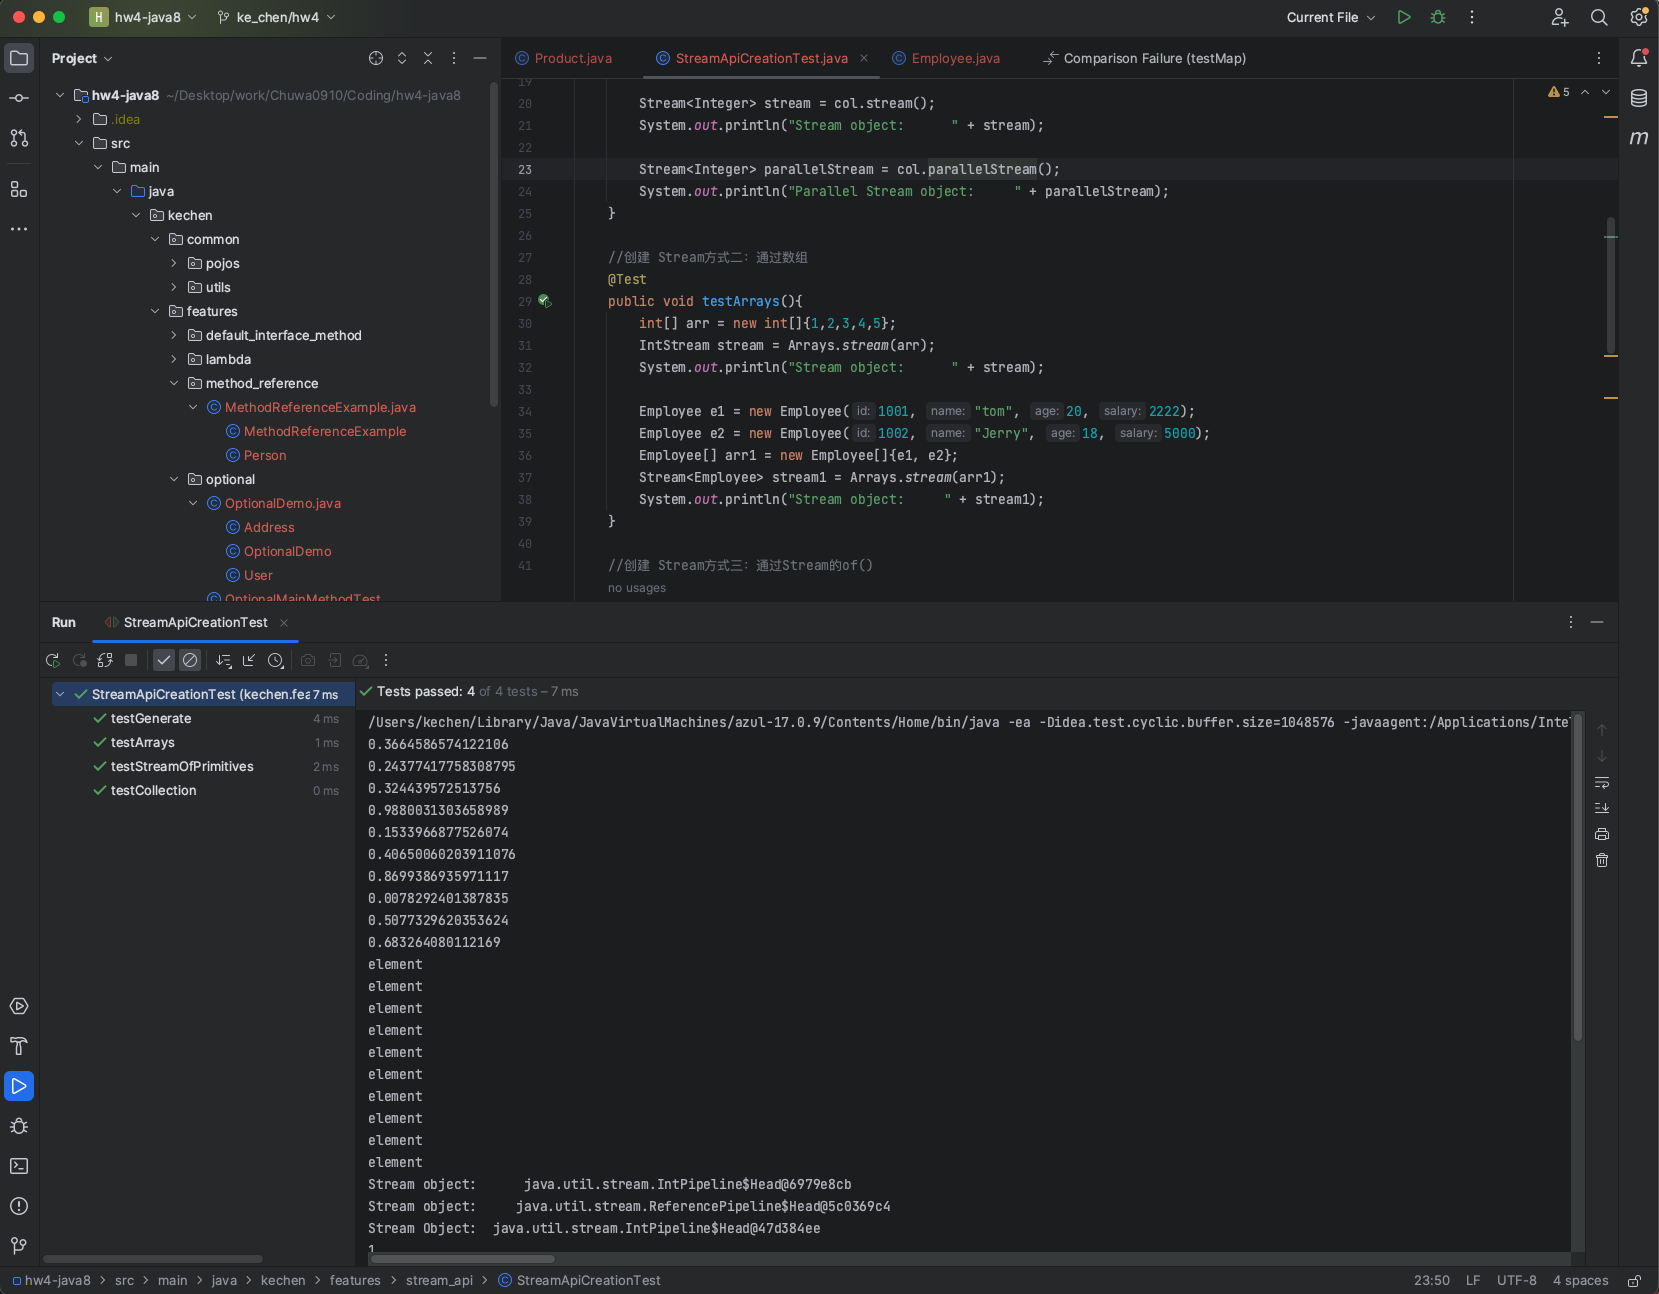 H hw4-java8 ke_chen/hw4 Current File
Project
Product.java StreamApiCreationTest.java Employee.java Comparison Failure (testMap)
hw4-java8 ~/Desktop/work/Chuwa0910/Coding/hw4-java8
.idea
src
main
java
kechen
common
pojos
utils
features
default_interface_method
lambda
method_reference
MethodReferenceExample.java
MethodReferenceExample
Person
optional
OptionalDemo.java
Address
OptionalDemo
User
OptionalMainMethodTest
5
19
20 Stream<Integer> stream = col.stream();
21 System.out.println("Stream object:      " + stream);
22
23 Stream<Integer> parallelStream = col.parallelStream();
24 System.out.println("Parallel Stream object:     " + parallelStream);
25 }
26
27 //创建 Stream方式二：通过数组
28 @Test
29 public void testArrays(){
30 int[] arr = new int[]{1,2,3,4,5};
31 IntStream stream = Arrays.stream(arr);
32 System.out.println("Stream object:      " + stream);
33
34 Employee e1 = new Employee( id: 1001, name: "tom", age: 20, salary: 2222);
35 Employee e2 = new Employee( id: 1002, name: "Jerry", age: 18, salary: 5000);
36 Employee[] arr1 = new Employee[]{e1, e2};
37 Stream<Employee> stream1 = Arrays.stream(arr1);
38 System.out.println("Stream object:     " + stream1);
39 }
40
41 //创建 Stream方式三：通过Stream的of()
no usages
m
Run StreamApiCreationTest
StreamApiCreationTest (kechen.fea 7 ms
testGenerate 4 ms
testArrays 1 ms
testStreamOfPrimitives 2 ms
testCollection 0 ms
Tests passed: 4 of 4 tests – 7 ms
/Users/kechen/Library/Java/JavaVirtualMachines/azul-17.0.9/Contents/Home/bin/java -ea -Didea.test.cyclic.buffer.size=1048576 -javaagent:/Applications/Inte
0.3664586574122106
0.24377417758308795
0.324439572513756
0.9880031303658989
0.1533966877526074
0.40650060203911076
0.8699386935971117
0.0078292401387835
0.5077329620353624
0.683264080112169
element
element
element
element
element
element
element
element
element
element
Stream object:      java.util.stream.IntPipeline$Head@6979e8cb
Stream object:     java.util.stream.ReferencePipeline$Head@5c0369c4
Stream Object:  java.util.stream.IntPipeline$Head@47d384ee
1
hw4-java8 > src > main > java > kechen > features > stream_api > StreamApiCreationTest 23:50 LF UTF-8 4 spaces